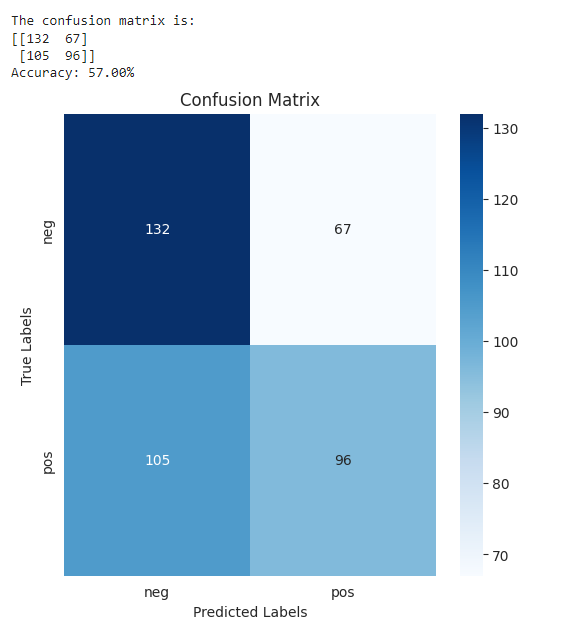 The confusion matrix is:
[[132  67]
 [105  96]]
Accuracy: 57.00%
Confusion Matrix
130
neg
132
67
120
110
True Labels
100
90
pos
105
96
80
70
neg
pos
Predicted Labels